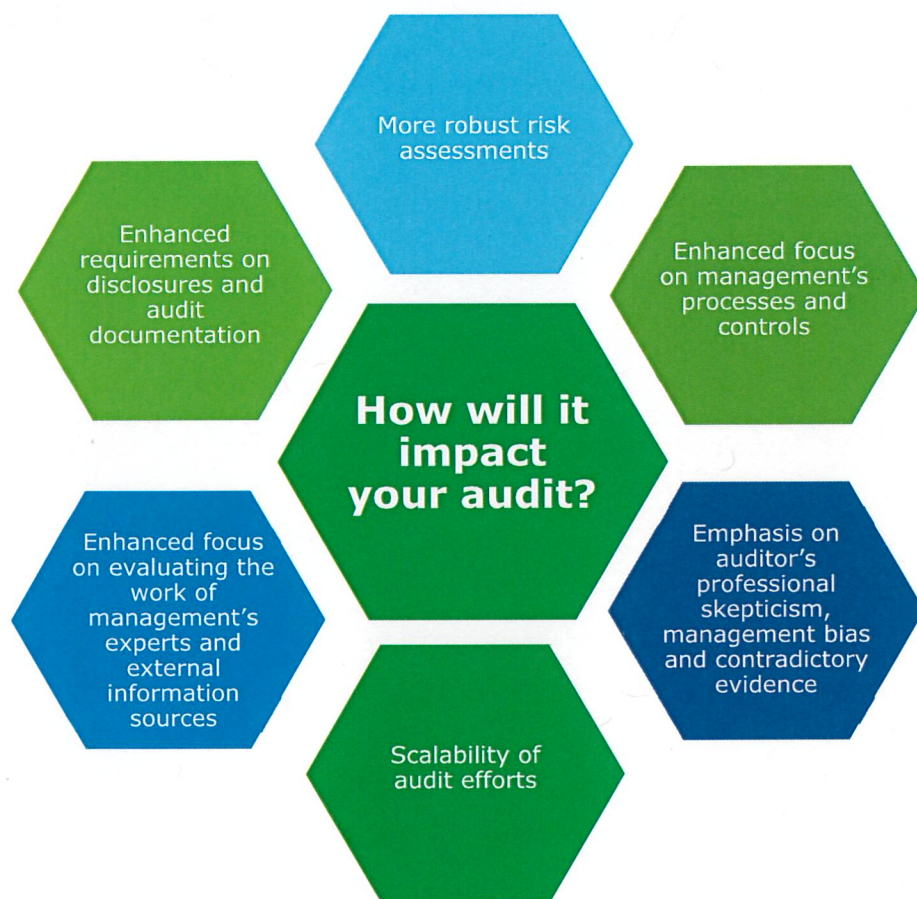 More robust risk
assessments
Enhanced
requirements on
disclosures and
audit
documentation
Enhanced focus
on management's
processes and
controls
How will it
impact
your audit?
Enhanced focus
on evaluating the
work of
management's
experts and
external
information
sources
Emphasis on
auditor's
professional
skepticism,
management bias
and contradictory
evidence
Scalability of
audit efforts